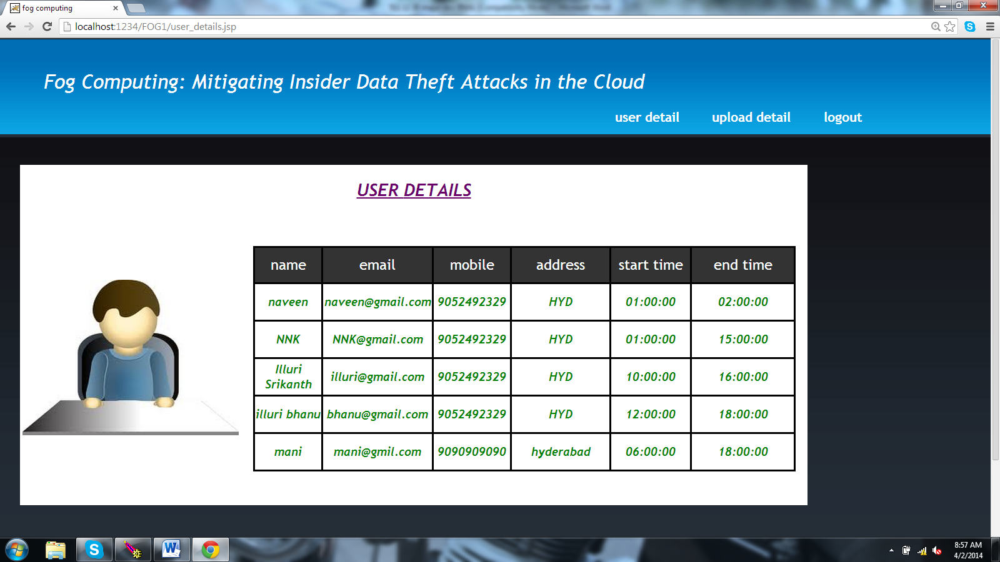 fog computing
localhost:1234/FOG1/user_details.jsp
Fog Computing: Mitigating Insider Data Theft Attacks in the Cloud
user detail upload detail logout
USER DETAILS
name email mobile address start time end time
naveen naveen@gmail.com 9052492329 HYD 01:00:00 02:00:00
NNK NNK@gmail.com 9052492329 HYD 01:00:00 15:00:00
Illuri Srikanth illuri@gmail.com 9052492329 HYD 10:00:00 16:00:00
illuri bhanu bhanu@gmail.com 9052492329 HYD 12:00:00 18:00:00
mani mani@gmil.com 9090909090 hyderabad 06:00:00 18:00:00
8:57 AM
4/2/2014